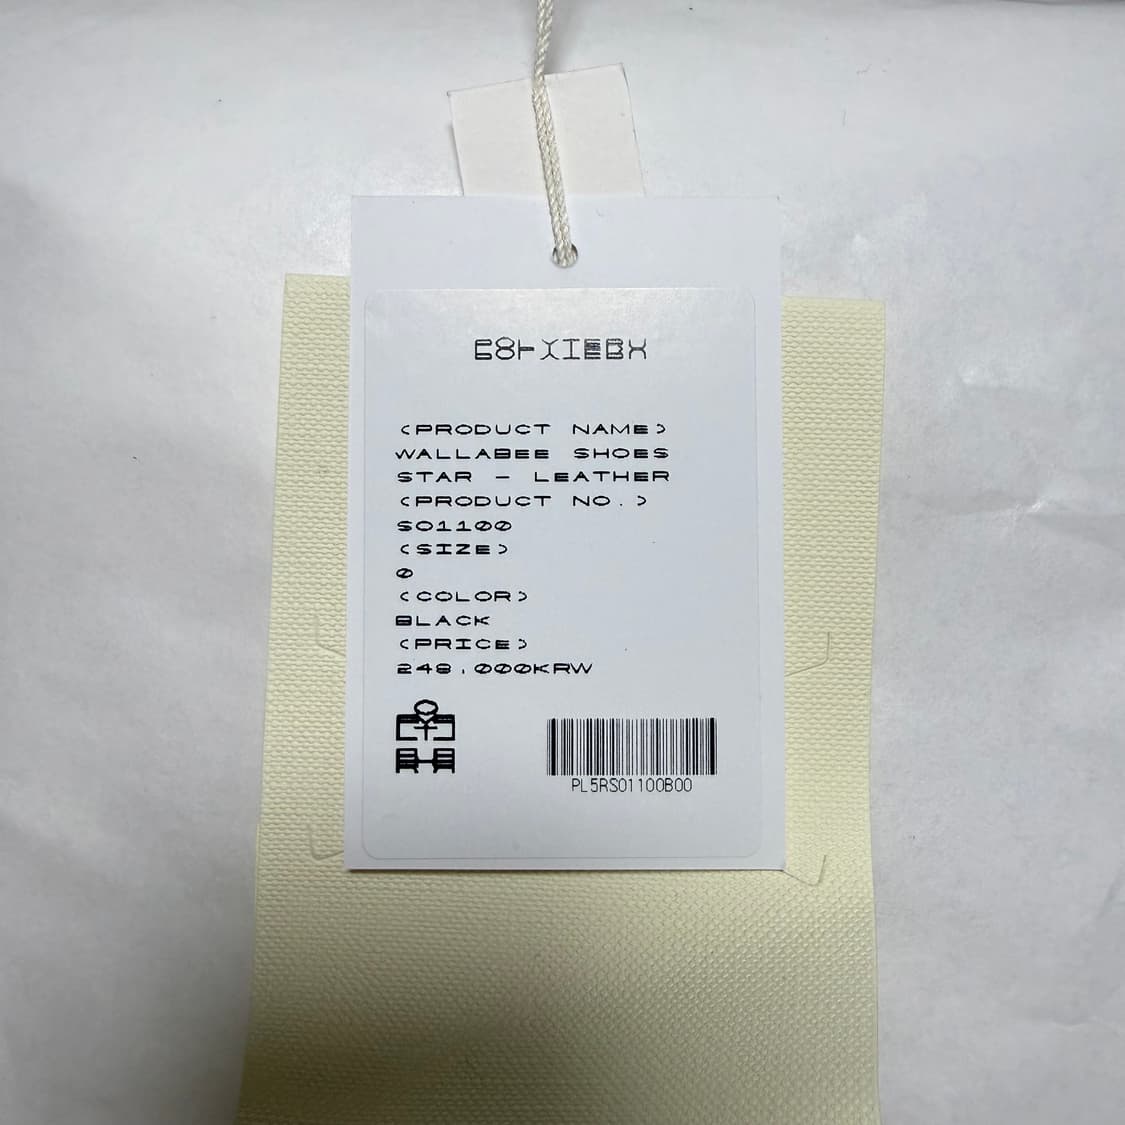 <PRODUCT NAME>
WALLABEE SHOES
STAR - LEATHER
<PRODUCT NO.>
S01100
<SIZE>
0
<COLOR>
BLACK
<PRICE>
248,000KRW
PL5RS01100B00